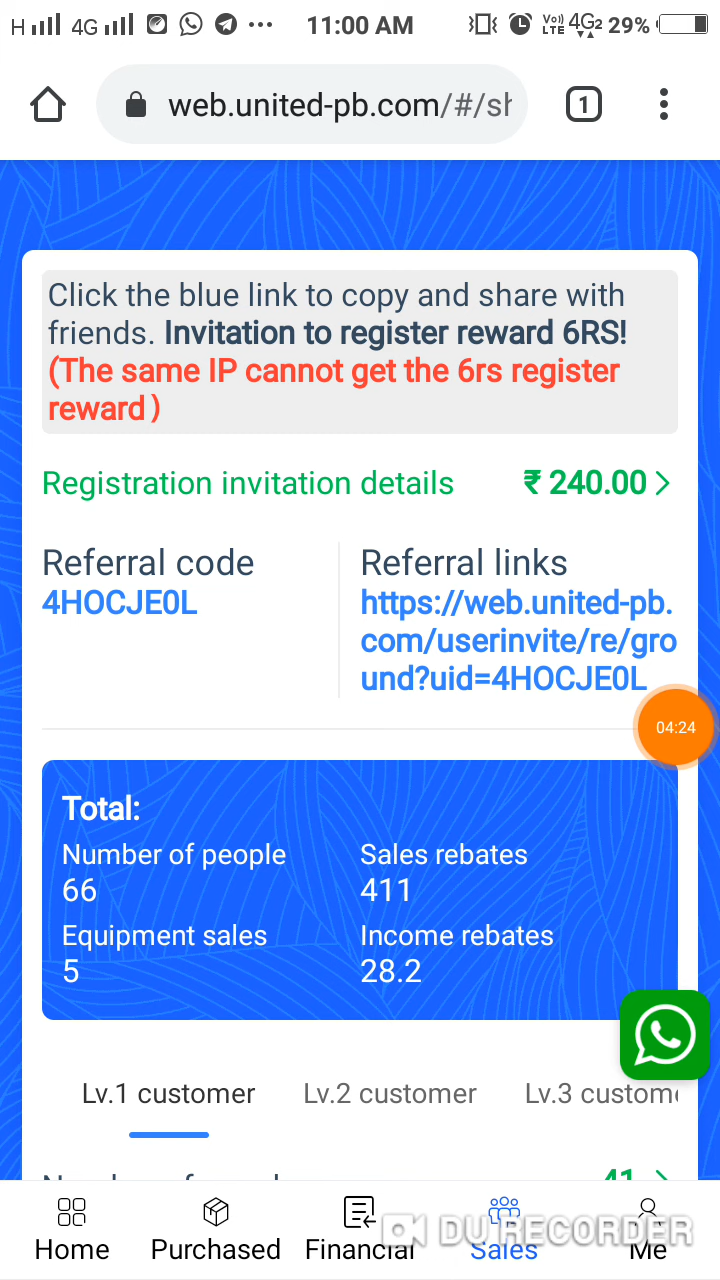 H 4G 11:00 AM Vo)) LTE 4G2 29%
web.united-pb.com/#/sh
1
Click the blue link to copy and share with
friends. Invitation to register reward 6RS!
(The same IP cannot get the 6rs register
reward)
Registration invitation details ₹ 240.00
Referral code
4HOCJE0L
Referral links
https://web.united-pb.
com/userinvite/re/gro
und?uid=4HOCJE0L
04:24
Total:
Number of people
66
Sales rebates
411
Equipment sales
5
Income rebates
28.2
Lv.1 customer Lv.2 customer Lv.3 custom
41
DU RECORDER
Home Purchased Financial Sales Me